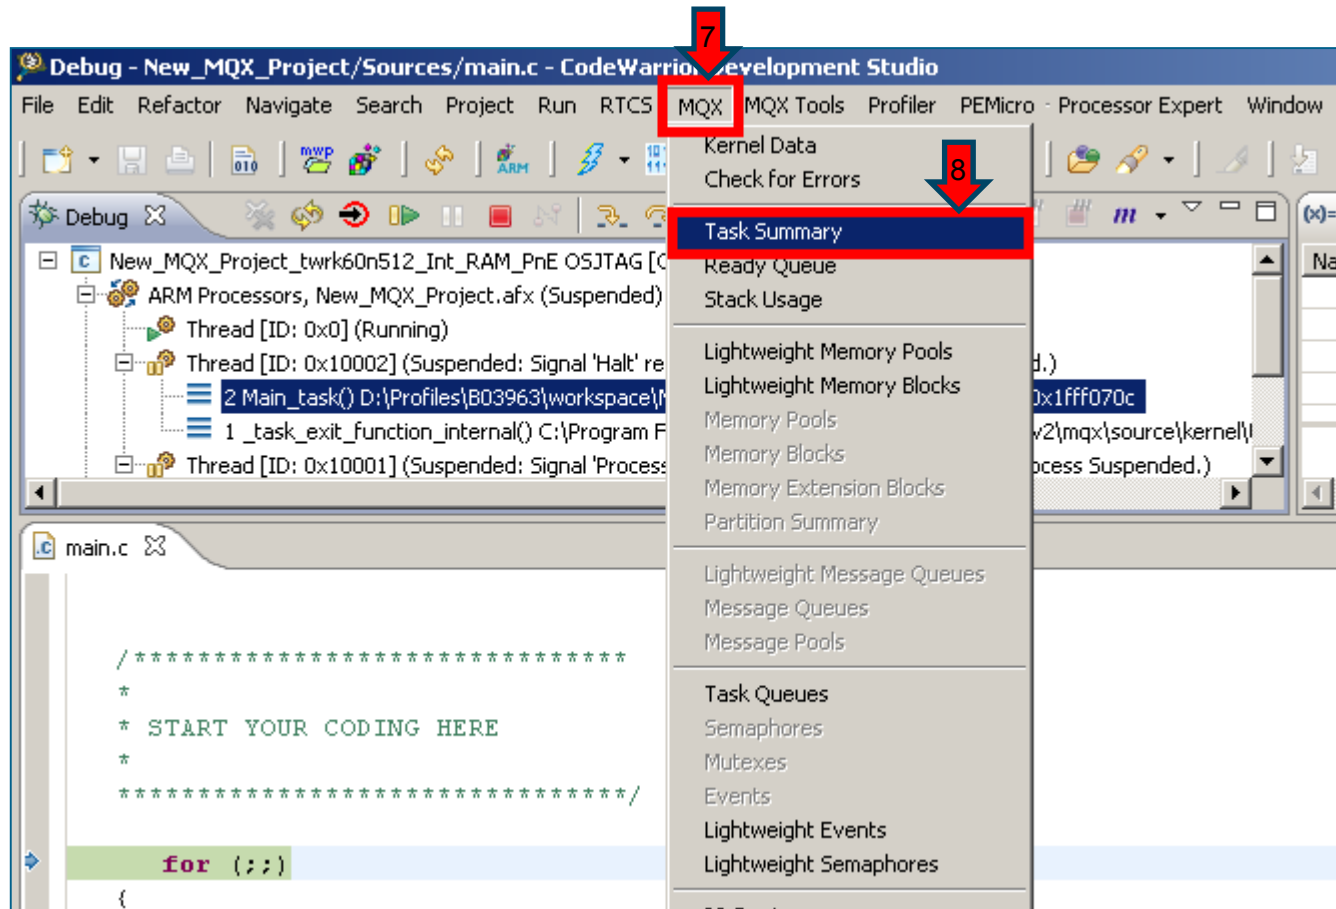 7
Debug - New_MQX_Project/Sources/main.c - CodeWarrior Development Studio
File Edit Refactor Navigate Search Project Run RTCS MQX MQX Tools Profiler PEMicro Processor Expert Window
010 mwp ARM
Kernel Data
Check for Errors
8
Debug
m
(x)=
Task Summary
Ready Queue
Stack Usage
New_MQX_Project_twrk60n512_Int_RAM_PnE OSJTAG [C
Na
ARM Processors, New_MQX_Project.afx (Suspended)
Thread [ID: 0x0] (Running)
Thread [ID: 0x10002] (Suspended: Signal 'Halt' re
d.)
2 Main_task() D:\Profiles\B03963\workspace\
0x1fff070c
1 _task_exit_function_internal() C:\Program F
v2\mqx\source\kernel\
Thread [ID: 0x10001] (Suspended: Signal 'Process
ocess Suspended.)
Lightweight Memory Pools
Lightweight Memory Blocks
Memory Pools
Memory Blocks
Memory Extension Blocks
Partition Summary
Lightweight Message Queues
Message Queues
Message Pools
Task Queues
Semaphores
Mutexes
Events
Lightweight Events
Lightweight Semaphores
.c main.c
/*******************************
*
* START YOUR CODING HERE
*
********************************/
for (;;)
{